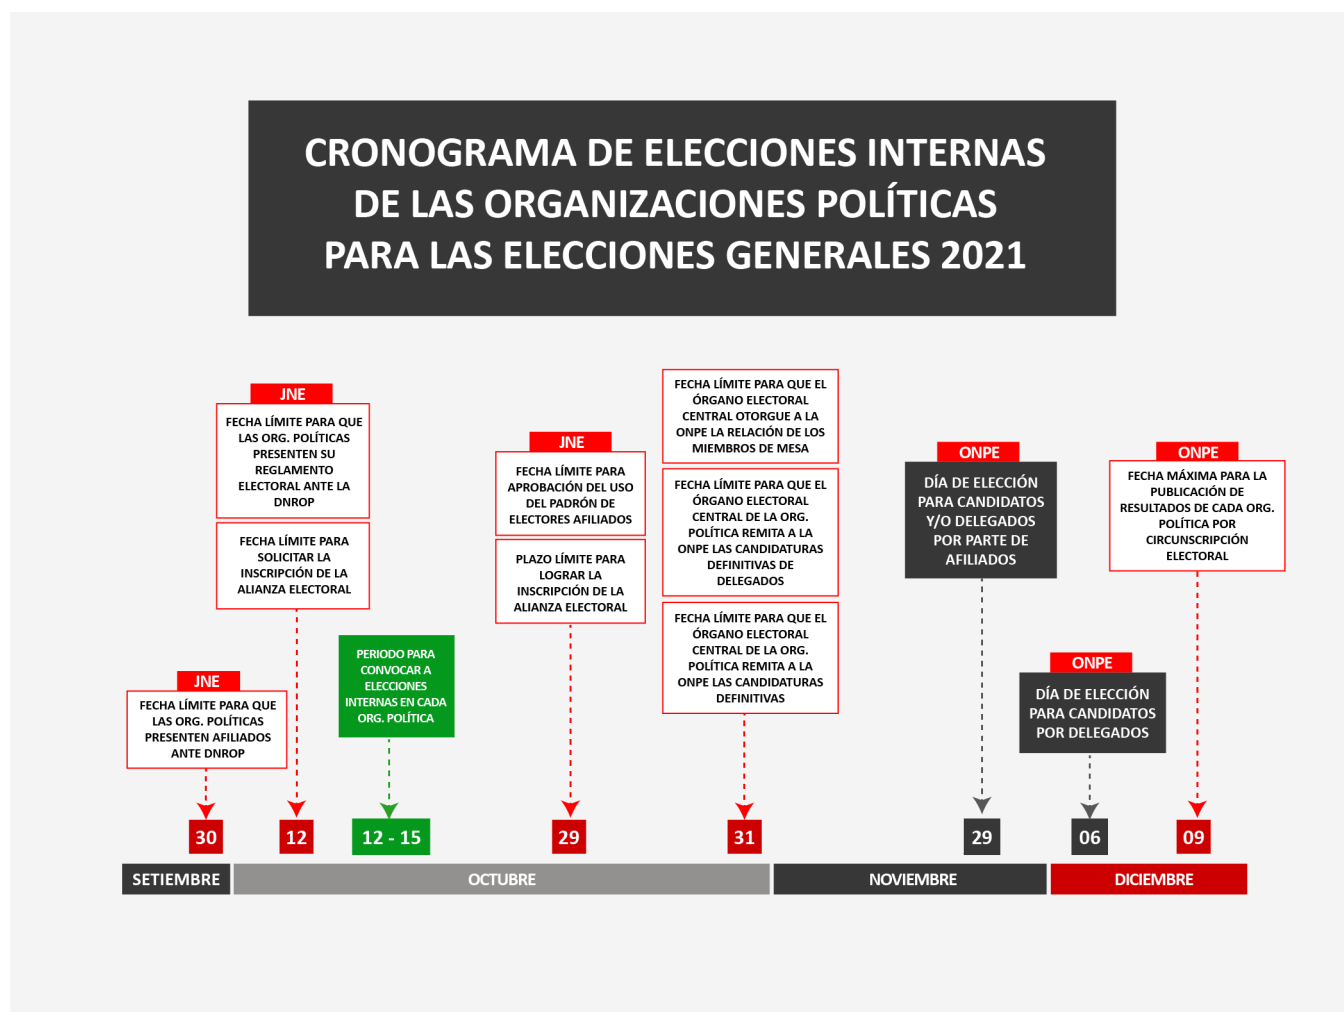 CRONOGRAMA DE ELECCIONES INTERNAS
DE LAS ORGANIZACIONES POLÍTICAS
PARA LAS ELECCIONES GENERALES 2021
JNE
FECHA LÍMITE PARA QUE
LAS ORG. POLÍTICAS
PRESENTEN AFILIADOS
ANTE DNROP
JNE
FECHA LÍMITE PARA QUE
LAS ORG. POLÍTICAS
PRESENTEN SU
REGLAMENTO
ELECTORAL ANTE LA
DNROP
FECHA LÍMITE PARA
SOLICITAR LA
INSCRIPCIÓN DE LA
ALIANZA ELECTORAL
PERIODO PARA
CONVOCAR A
ELECCIONES
INTERNAS EN CADA
ORG. POLÍTICA
JNE
FECHA LÍMITE PARA
APROBACIÓN DEL USO
DEL PADRÓN DE
ELECTORES AFILIADOS
PLAZO LÍMITE PARA
LOGRAR LA
INSCRIPCIÓN DE LA
ALIANZA ELECTORAL
FECHA LÍMITE PARA QUE EL
ÓRGANO ELECTORAL
CENTRAL OTORGUE A LA
ONPE LA RELACIÓN DE LOS
MIEMBROS DE MESA
FECHA LÍMITE PARA QUE EL
ÓRGANO ELECTORAL
CENTRAL DE LA ORG.
POLÍTICA REMITA A LA
ONPE LAS CANDIDATURAS
DEFINITIVAS DE
DELEGADOS
FECHA LÍMITE PARA QUE EL
ÓRGANO ELECTORAL
CENTRAL DE LA ORG.
POLÍTICA REMITA A LA
ONPE LAS CANDIDATURAS
DEFINITIVAS
ONPE
DÍA DE ELECCIÓN
PARA CANDIDATOS
Y/O DELEGADOS
POR PARTE DE
AFILIADOS
ONPE
DÍA DE ELECCIÓN
PARA CANDIDATOS
POR DELEGADOS
ONPE
FECHA MÁXIMA PARA LA
PUBLICACIÓN DE
RESULTADOS DE CADA ORG.
POLÍTICA POR
CIRCUNSCRIPCIÓN
ELECTORAL
30
12
12 - 15
29
31
29
06
09
SETIEMBRE
OCTUBRE
NOVIEMBRE
DICIEMBRE